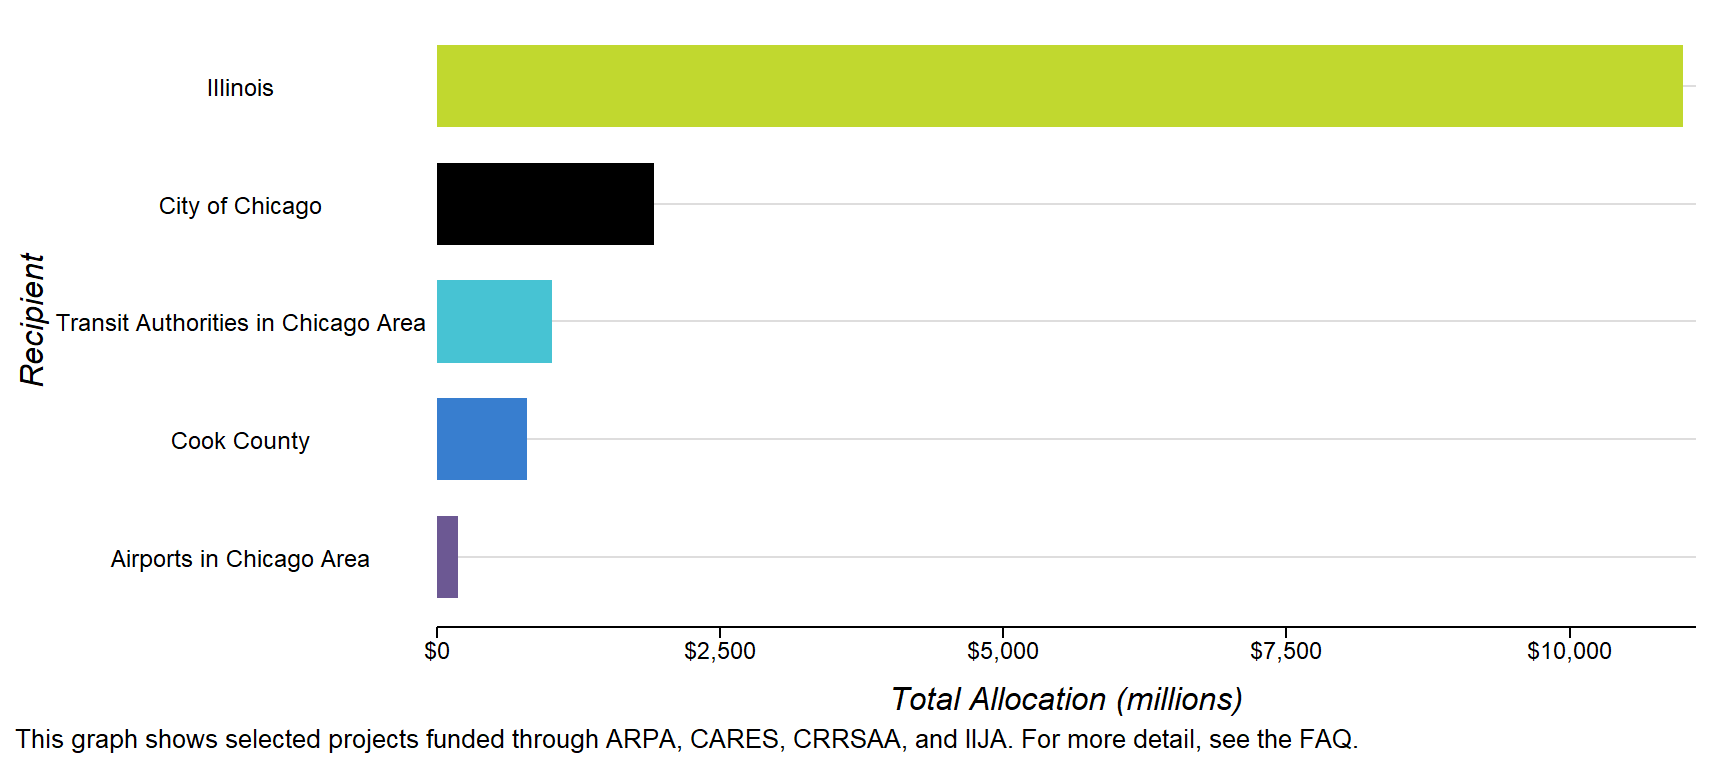 Illinois
City of Chicago
Recipient
Transit Authorities in Chicago Area
Cook County
Airports in Chicago Area
$0 $2,500 $5,000 $7,500 $10,000
Total Allocation (millions)
This graph shows selected projects funded through ARPA, CARES, CRRSAA, and IIJA. For more detail, see the FAQ.